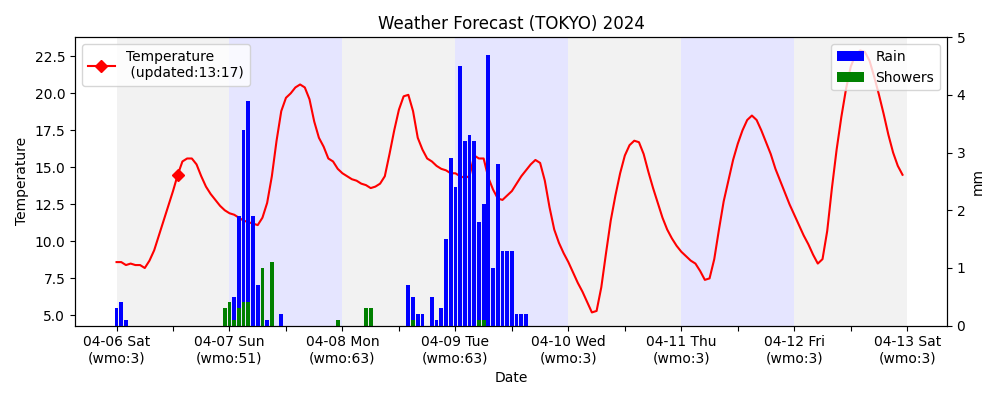 Weather Forecast (TOKYO) 2024
Temperature
(updated:13:17)
Rain
Showers
Temperature
22.5
20.0
17.5
15.0
12.5
10.0
7.5
5.0
5
4
3
2
1
0
mm
04-06 Sat
(wmo:3)
04-07 Sun
(wmo:51)
04-08 Mon
(wmo:63)
04-09 Tue
(wmo:63)
04-10 Wed
(wmo:3)
04-11 Thu
(wmo:3)
04-12 Fri
(wmo:3)
04-13 Sat
(wmo:3)
Date